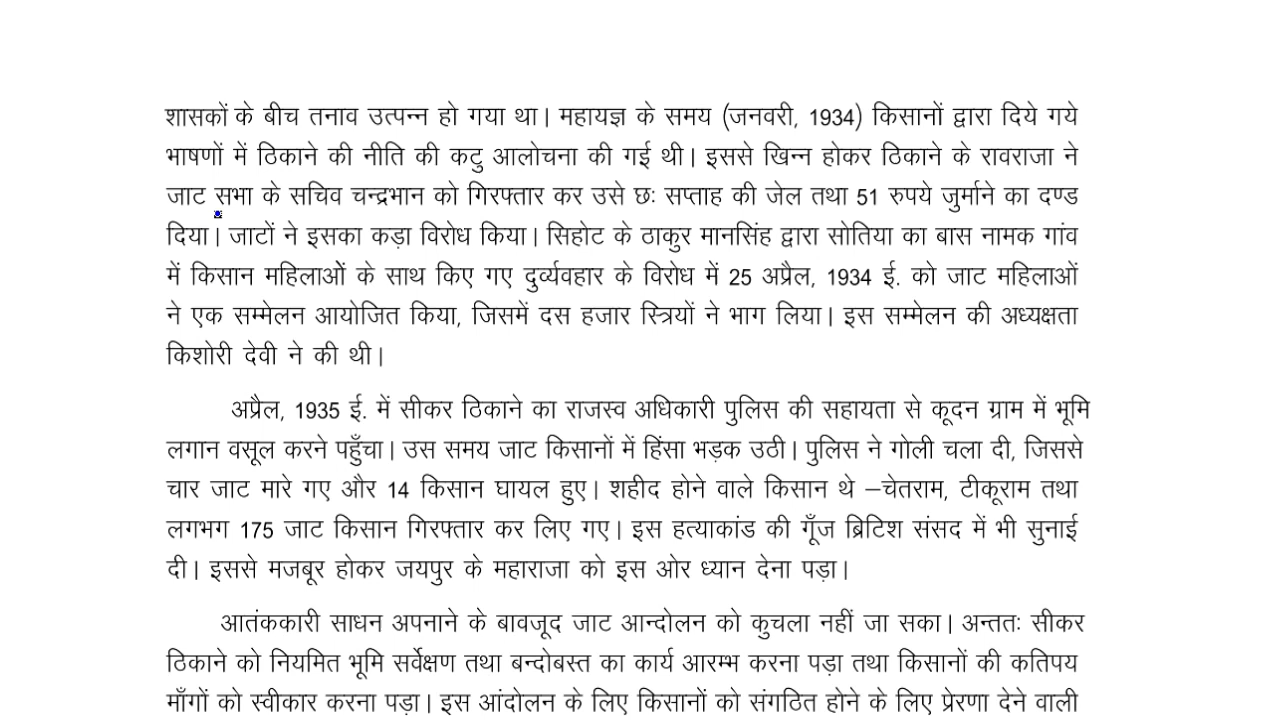 शासकों के बीच तनाव उत्पन्न हो गया था। महायज्ञ के समय (जनवरी, 1934) किसानों द्वारा दिये गये
भाषणों में ठिकाने की नीति की कटु आलोचना की गई थी। इससे खिन्न होकर ठिकाने के रावराजा ने
जाट सभा के सचिव चन्द्रभान को गिरफ्तार कर उसे छः सप्ताह की जेल तथा 51 रुपये जुर्माने का दण्ड
दिया। जाटों ने इसका कड़ा विरोध किया। सिहोट के ठाकुर मानसिंह द्वारा सोतिया का बास नामक गांव
में किसान महिलाओं के साथ किए गए दुर्व्यवहार के विरोध में 25 अप्रैल, 1934 ई. को जाट महिलाओं
ने एक सम्मेलन आयोजित किया, जिसमें दस हजार स्त्रियों ने भाग लिया। इस सम्मेलन की अध्यक्षता
किशोरी देवी ने की थी।
अप्रैल, 1935 ई. में सीकर ठिकाने का राजस्व अधिकारी पुलिस की सहायता से कूदन ग्राम में भूमि
लगान वसूल करने पहुँचा। उस समय जाट किसानों में हिंसा भड़क उठी। पुलिस ने गोली चला दी, जिससे
चार जाट मारे गए और 14 किसान घायल हुए। शहीद होने वाले किसान थे –चेतराम, टीकूराम तथा
लगभग 175 जाट किसान गिरफ्तार कर लिए गए। इस हत्याकांड की गूँज ब्रिटिश संसद में भी सुनाई
दी। इससे मजबूर होकर जयपुर के महाराजा को इस ओर ध्यान देना पड़ा।
आतंककारी साधन अपनाने के बावजूद जाट आन्दोलन को कुचला नहीं जा सका। अन्ततः सीकर
ठिकाने को नियमित भूमि सर्वेक्षण तथा बन्दोबस्त का कार्य आरम्भ करना पड़ा तथा किसानों की कतिपय
माँगों को स्वीकार करना पड़ा। इस आंदोलन के लिए किसानों को संगठित होने के लिए प्रेरणा देने वाली